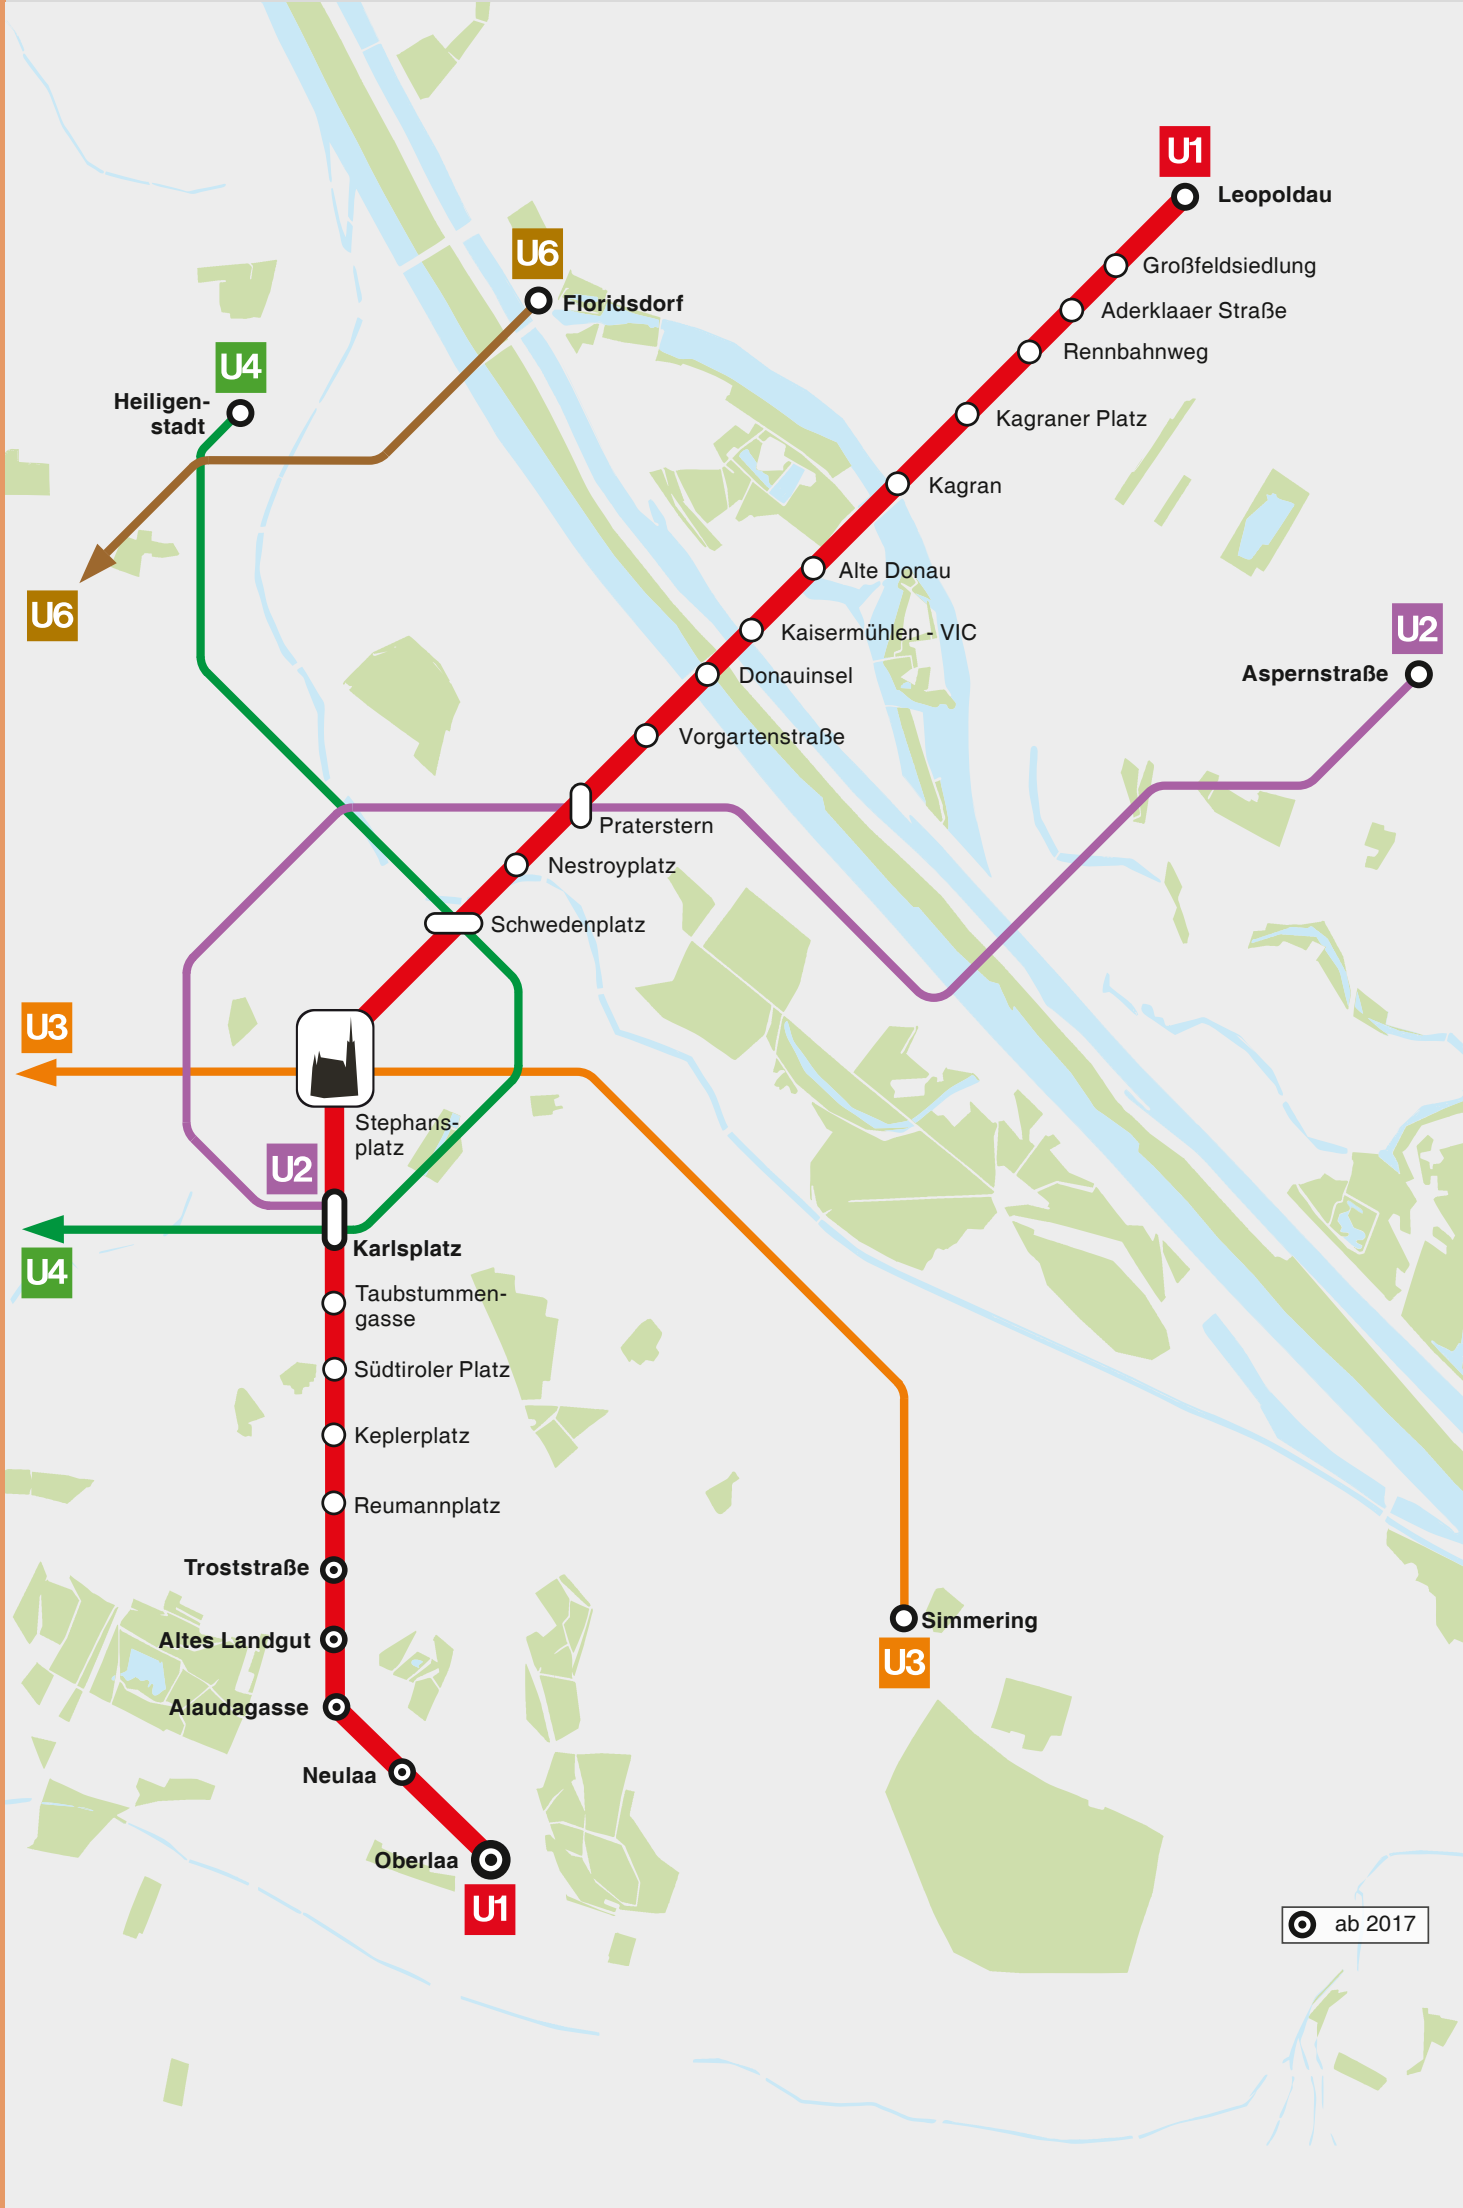 U1
Leopoldau
Großfeldsiedlung
U6
Floridsdorf
Aderklaaer Straße
Rennbahnweg
U4
Heiligen-
stadt
Kagraner Platz
Kagran
Alte Donau
U6
Kaisermühlen - VIC
U2
Aspernstraße
Donauinsel
Vorgartenstraße
Praterstern
Nestroyplatz
Schwedenplatz
U3
Stephans-
platz
U2
Karlsplatz
U4
Taubstummen-
gasse
Südtiroler Platz
Keplerplatz
Reumannplatz
Troststraße
Simmering
U3
Altes Landgut
Alaudagasse
Neulaa
Oberlaa
U1
ab 2017